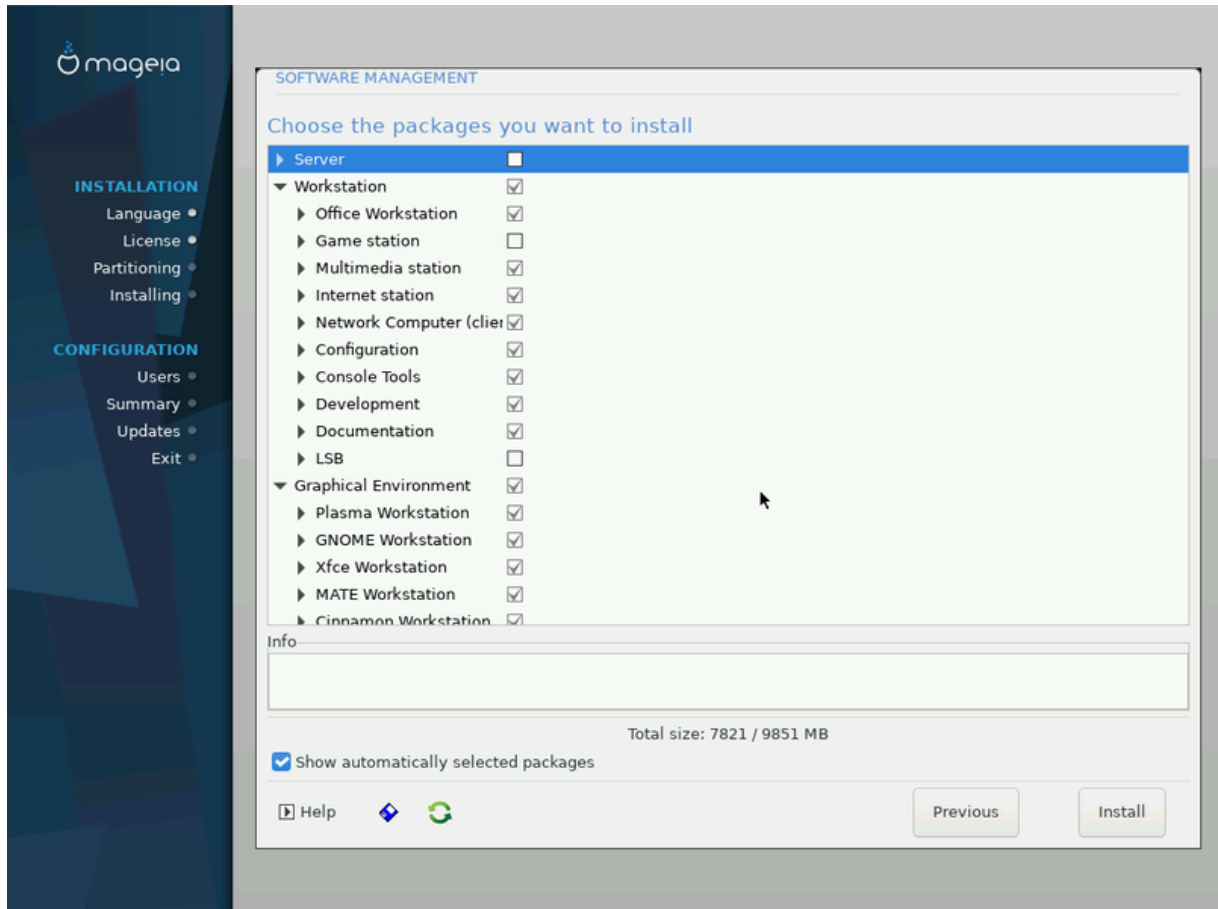 mageia
INSTALLATION
Language
License
Partitioning
Installing
CONFIGURATION
Users
Summary
Updates
Exit
SOFTWARE MANAGEMENT
Choose the packages you want to install
Server
Workstation
Office Workstation
Game station
Multimedia station
Internet station
Network Computer (clier
Configuration
Console Tools
Development
Documentation
LSB
Graphical Environment
Plasma Workstation
GNOME Workstation
Xfce Workstation
MATE Workstation
Cinnamon Workstation
Info
Total size: 7821 / 9851 MB
Show automatically selected packages
Help
Previous
Install